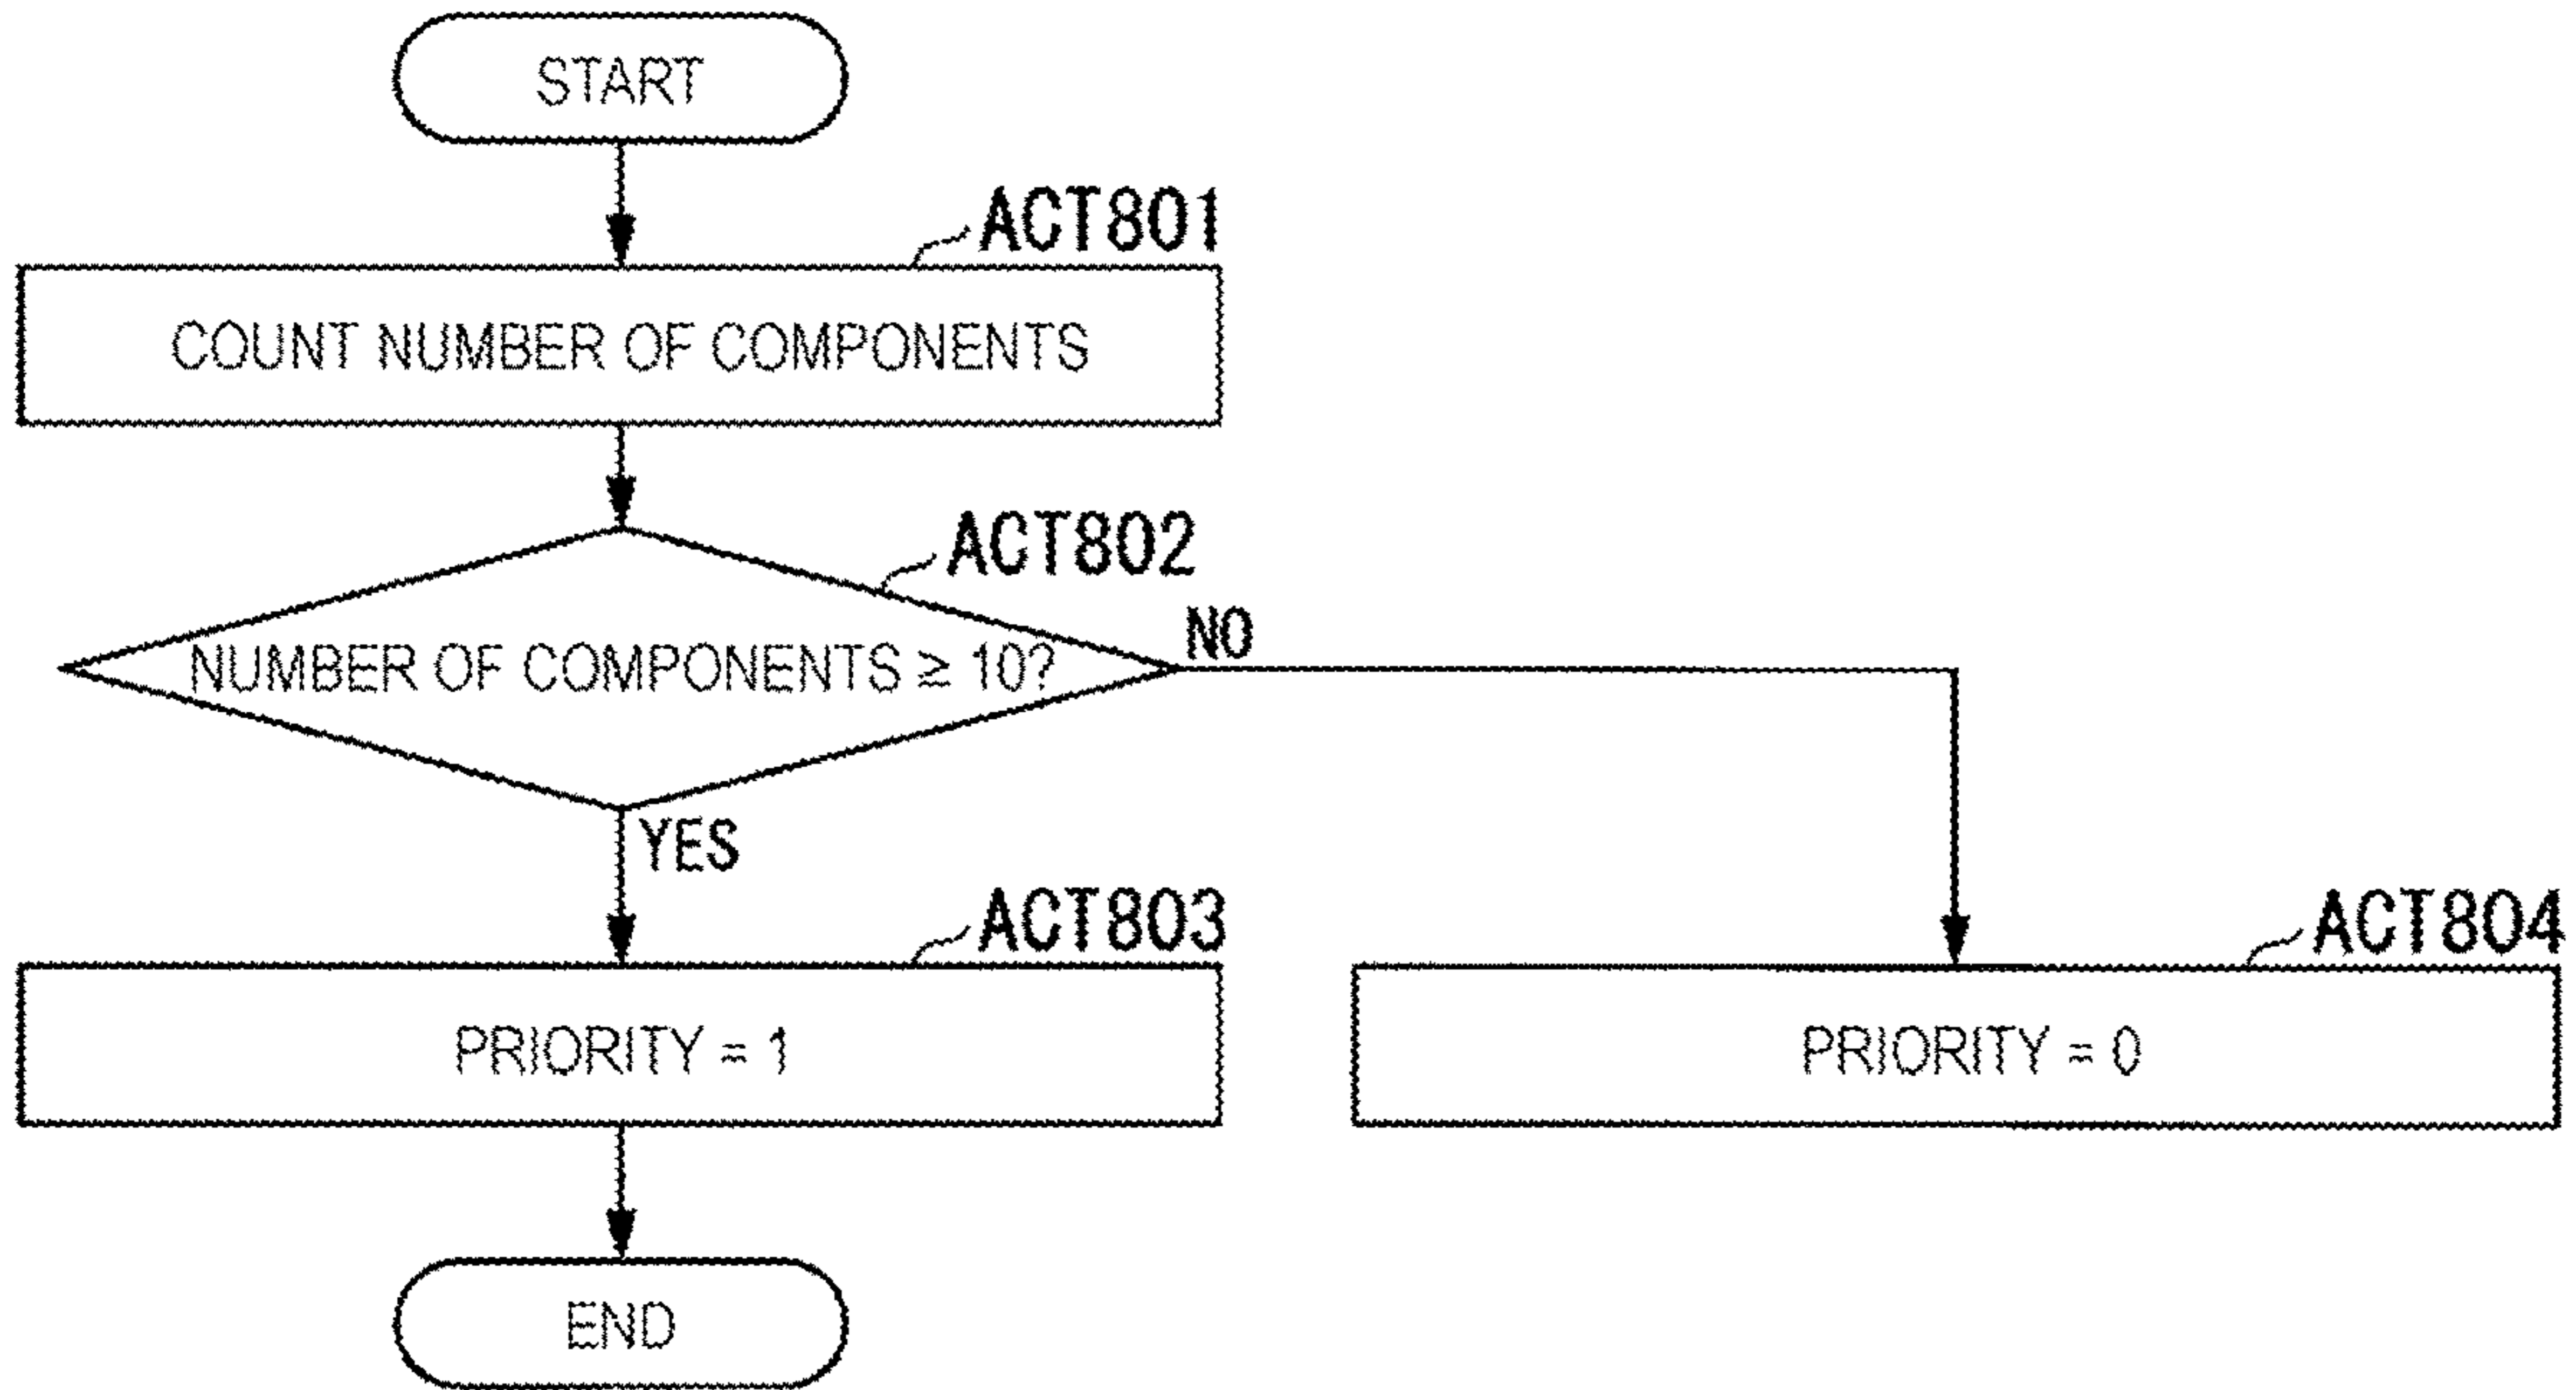 START
ACT801
COUNT NUMBER OF COMPONENTS
ACT802
NUMBER OF COMPONENTS ≥ 10?
NO
YES
ACT803
PRIORITY = 1
ACT804
PRIORITY = 0
END